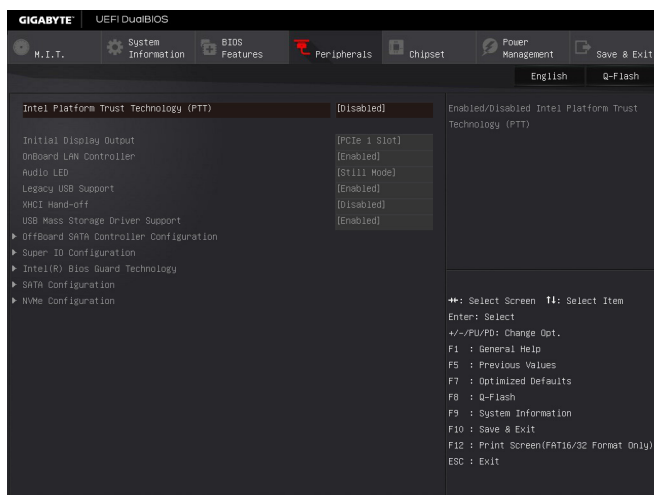 GIGABYTE™ UEFI DualBIOS
M.I.T.
System Information
BIOS Features
Peripherals
Chipset
Power Management
Save & Exit
English Q-Flash
Intel Platform Trust Technology (PTT) [Disabled]
Initial Display Output [PCIe 1 Slot]
OnBoard LAN Controller [Enabled]
Audio LED [Still Mode]
Legacy USB Support [Enabled]
XHCI Hand-off [Disabled]
USB Mass Storage Driver Support [Enabled]
▶ OffBoard SATA Controller Configuration
▶ Super IO Configuration
▶ Intel(R) Bios Guard Technology
▶ SATA Configuration
▶ NVMe Configuration
Enabled/Disabled Intel Platform Trust
Technology (PTT)
→←: Select Screen ↑↓: Select Item
Enter: Select
+/-/PU/PD: Change Opt.
F1 : General Help
F5 : Previous Values
F7 : Optimized Defaults
F8 : Q-Flash
F9 : System Information
F10 : Save & Exit
F12 : Print Screen(FAT16/32 Format Only)
ESC : Exit